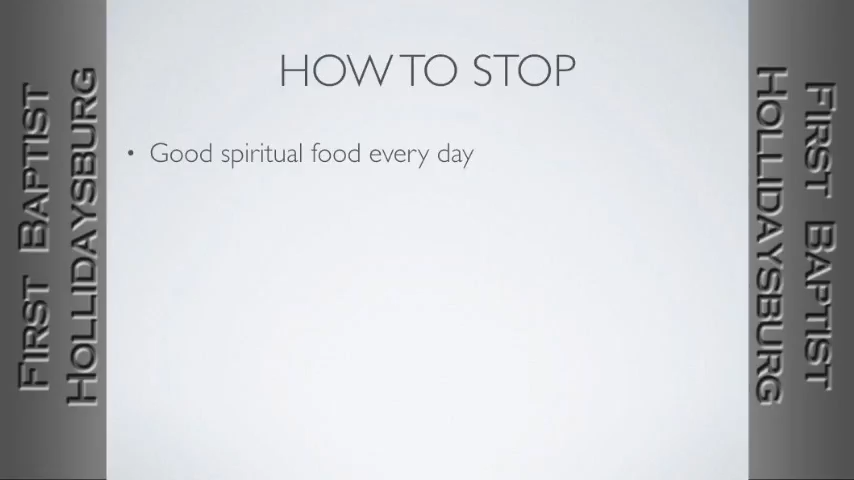 HOW TO STOP
• Good spiritual food every day
FIRST BAPTIST
HOLLIDAYSBURG
FIRST BAPTIST
HOLLIDAYSBURG